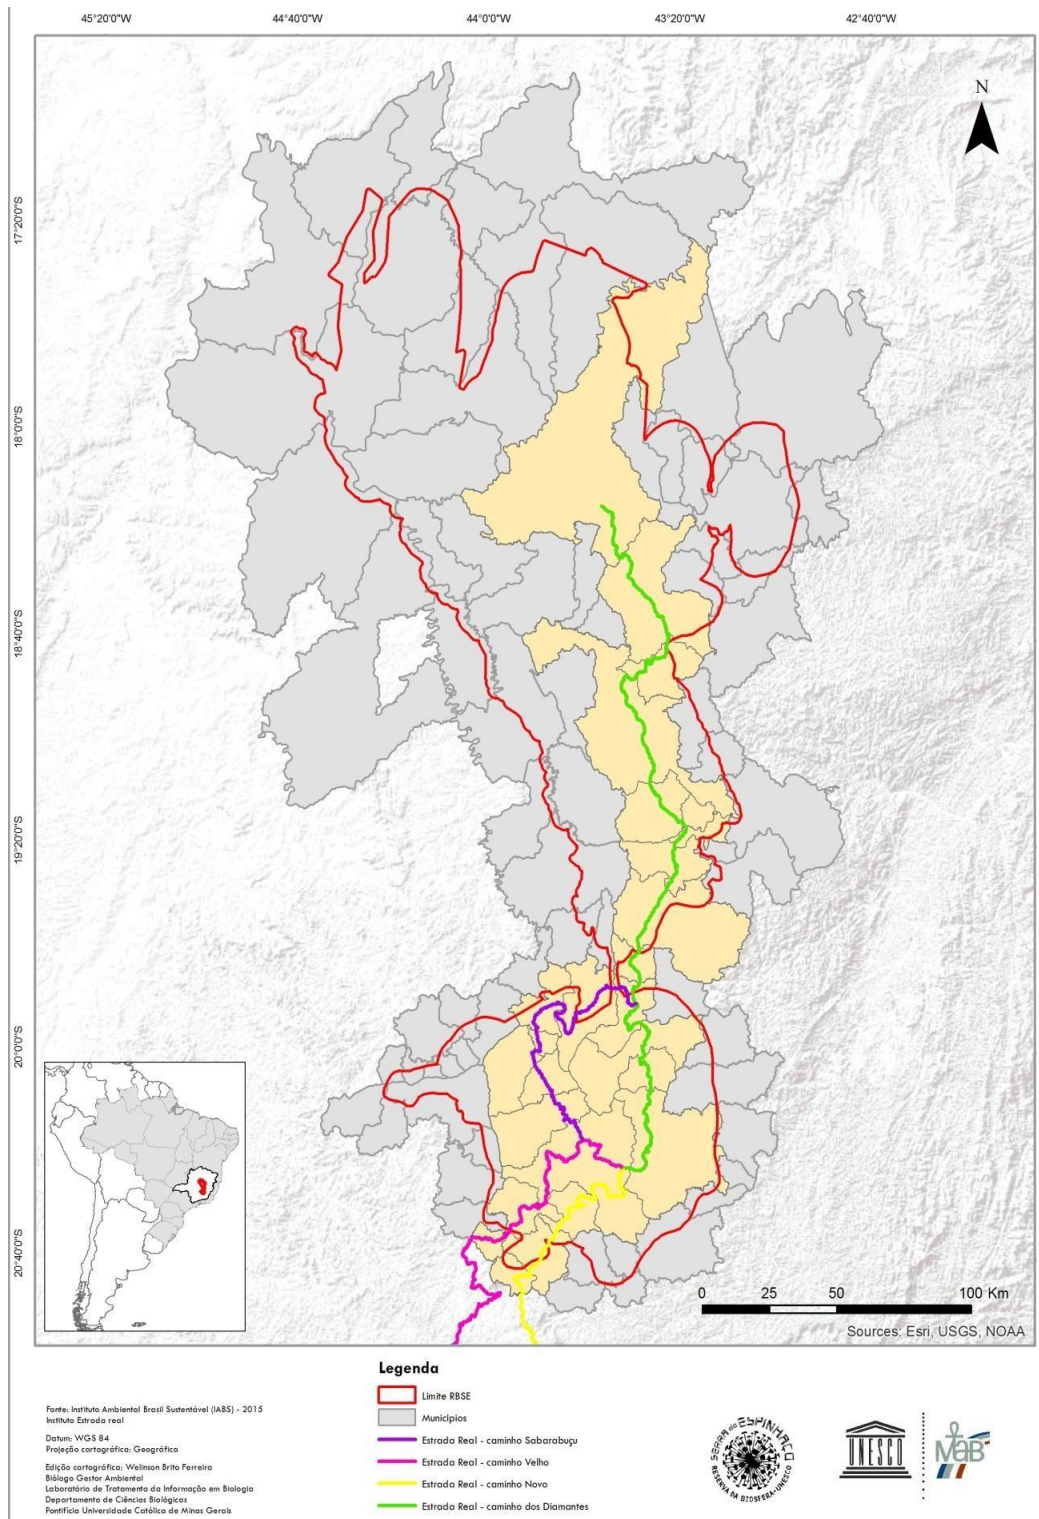 45°20'0"W 44°40'0"W 44°0'0"W 43°20'0"W 42°40'0"W
N
17°20'0"S
18°0'0"S
18°40'0"S
19°20'0"S
20°0'0"S
20°40'0"S
0 25 50 100 Km
Sources: Esri, USGS, NOAA
Legenda
Limite RBSE
Municípios
Estrada Real - caminho Sabarabuçu
Estrada Real - caminho Velho
Estrada Real - caminho Novo
Estrada Real - caminho dos Diamantes
Fonte: Instituto Ambiental Brasil Sustentável (IABS) - 2015
Instituto Estrada real
Datum: WGS 84
Projeção cartográfica: Geográfica
Edição cartográfica: Welinson Brito Ferreira
Biólogo Gestor Ambiental
Laboratório de Tratamento da Informação em Biologia
Departamento de Ciências Biológicas
Pontifícia Universidade Católica de Minas Gerais
SERRA do ESPINHAÇO
RESERVA DA BIOSFERA-UNESCO
UNESCO
MaB